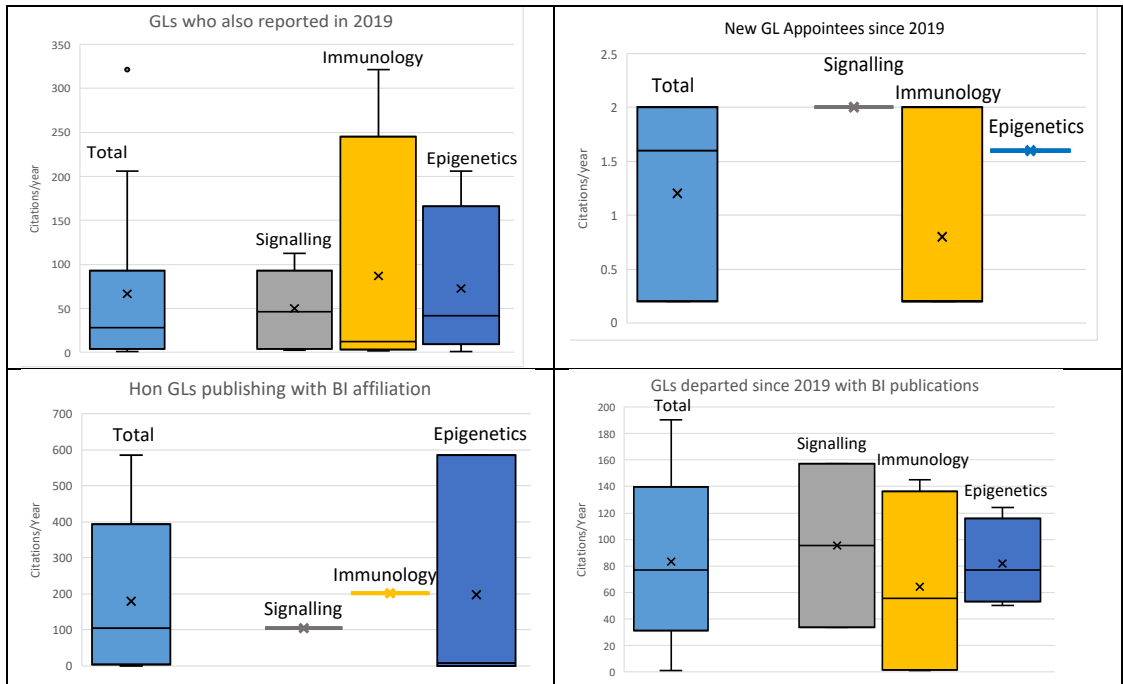 GLs who also reported in 2019
350
300
250
200
150
100
50
0
Citations/year
Total
Signalling
Immunology
Epigenetics
New GL Appointees since 2019
2.5
2
1.5
1
0.5
0
Citations/year
Total
Signalling
Immunology
Epigenetics
Hon GLs publishing with BI affiliation
700
600
500
400
300
200
100
0
Citations/Year
Total
Signalling
Immunology
Epigenetics
GLs departed since 2019 with BI publications
200
180
160
140
120
100
80
60
40
20
0
Citations/Year
Total
Signalling
Immunology
Epigenetics